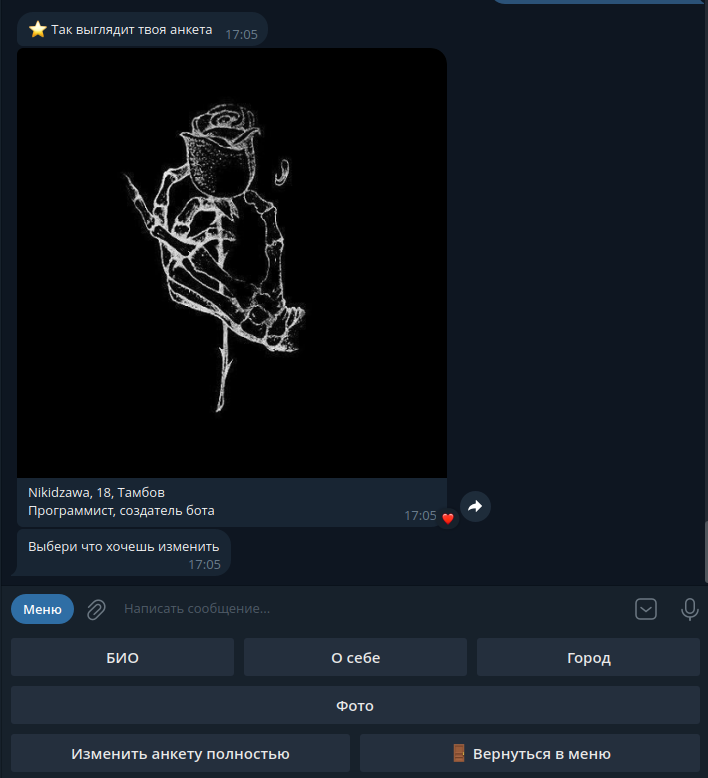 ⭐ Так выглядит твоя анкета
17:05
Nikidzawa, 18, Тамбов
Программист, создатель бота
17:05
Выбери что хочешь изменить
17:05
Меню
Написать сообщение...
БИО
О себе
Город
Фото
Изменить анкету полностью
🚪 Вернуться в меню